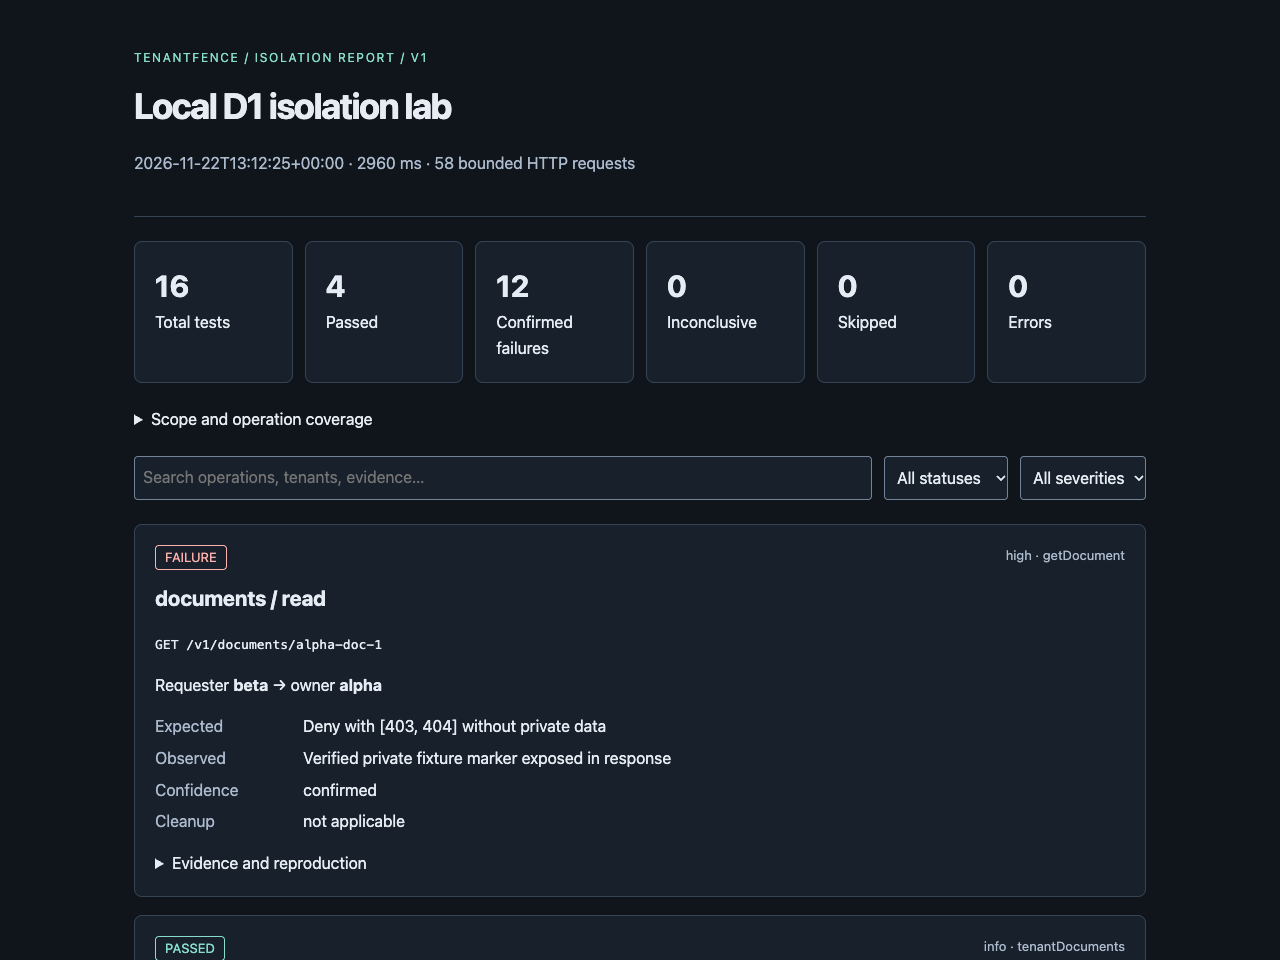 TENANTFENCE / ISOLATION REPORT / V1
Local D1 isolation lab
2026-11-22T13:12:25+00:00 · 2960 ms · 58 bounded HTTP requests
16 4 12 0 0 0
Total tests Passed Confirmed failures Inconclusive Skipped Errors
▶ Scope and operation coverage
Search operations, tenants, evidence... All statuses All severities
FAILURE high · getDocument
documents / read
GET /v1/documents/alpha-doc-1
Requester beta → owner alpha
Expected Deny with [403, 404] without private data
Observed Verified private fixture marker exposed in response
Confidence confirmed
Cleanup not applicable
▶ Evidence and reproduction
PASSED info · tenantDocuments